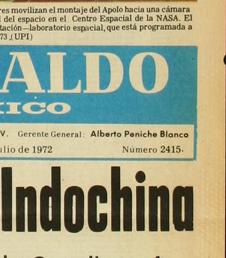 res movilizan el montaje del Apolo hacia una cámara
l del espacio en el Centro Espacial de la NASA. El
tación—laboratorio espacial, que está programada a
73 .( UPI)
ALDO
XICO
V. Gerente General: Alberto Peniche Blanco
ulio de 1972 Número 2415.
Indochina